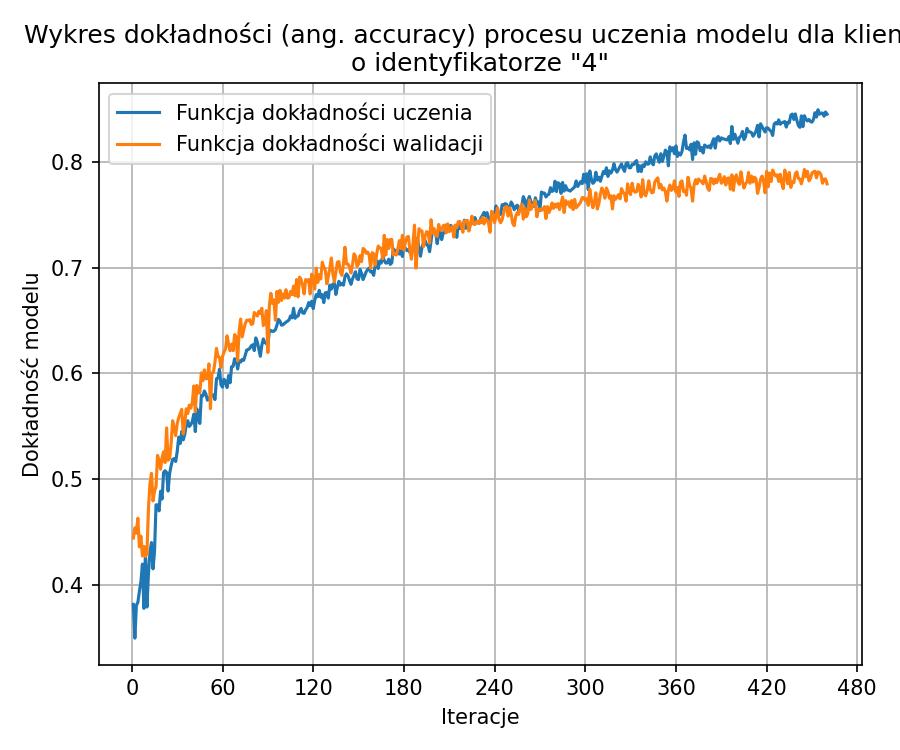 Wykres dokładności (ang. accuracy) procesu uczenia modelu dla klien
o identyfikatorze "4"
Funkcja dokładności uczenia
Funkcja dokładności walidacji
Dokładność modelu
0.8
0.7
0.6
0.5
0.4
0 60 120 180 240 300 360 420 480
Iteracje